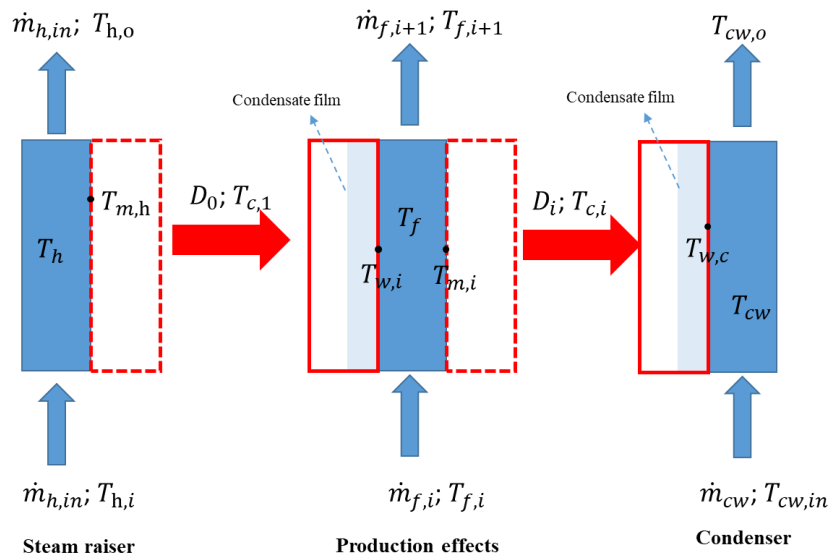 ṁ_{h,in}; T_{h,o}
ṁ_{f,i+1}; T_{f,i+1}
T_{cw,o}
Condensate film
Condensate film
T_{m,h}
D_0; T_{c,1}
T_f
D_i; T_{c,i}
T_h
T_{w,i}
T_{m,i}
T_{w,c}
T_{cw}
ṁ_{h,in}; T_{h,i}
ṁ_{f,i}; T_{f,i}
ṁ_{cw}; T_{cw,in}
Steam raiser
Production effects
Condenser